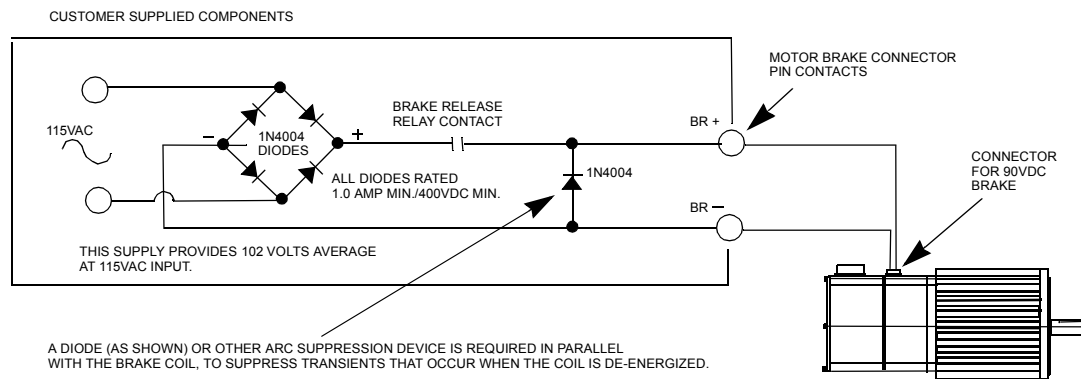 CUSTOMER SUPPLIED COMPONENTS
MOTOR BRAKE CONNECTOR
PIN CONTACTS
BRAKE RELEASE
RELAY CONTACT
BR +
115VAC
−
1N4004
DIODES
+
ALL DIODES RATED
1.0 AMP MIN./400VDC MIN.
1N4004
CONNECTOR
FOR 90VDC
BRAKE
BR −
THIS SUPPLY PROVIDES 102 VOLTS AVERAGE
AT 115VAC INPUT.
A DIODE (AS SHOWN) OR OTHER ARC SUPPRESSION DEVICE IS REQUIRED IN PARALLEL
WITH THE BRAKE COIL, TO SUPPRESS TRANSIENTS THAT OCCUR WHEN THE COIL IS DE-ENERGIZED.